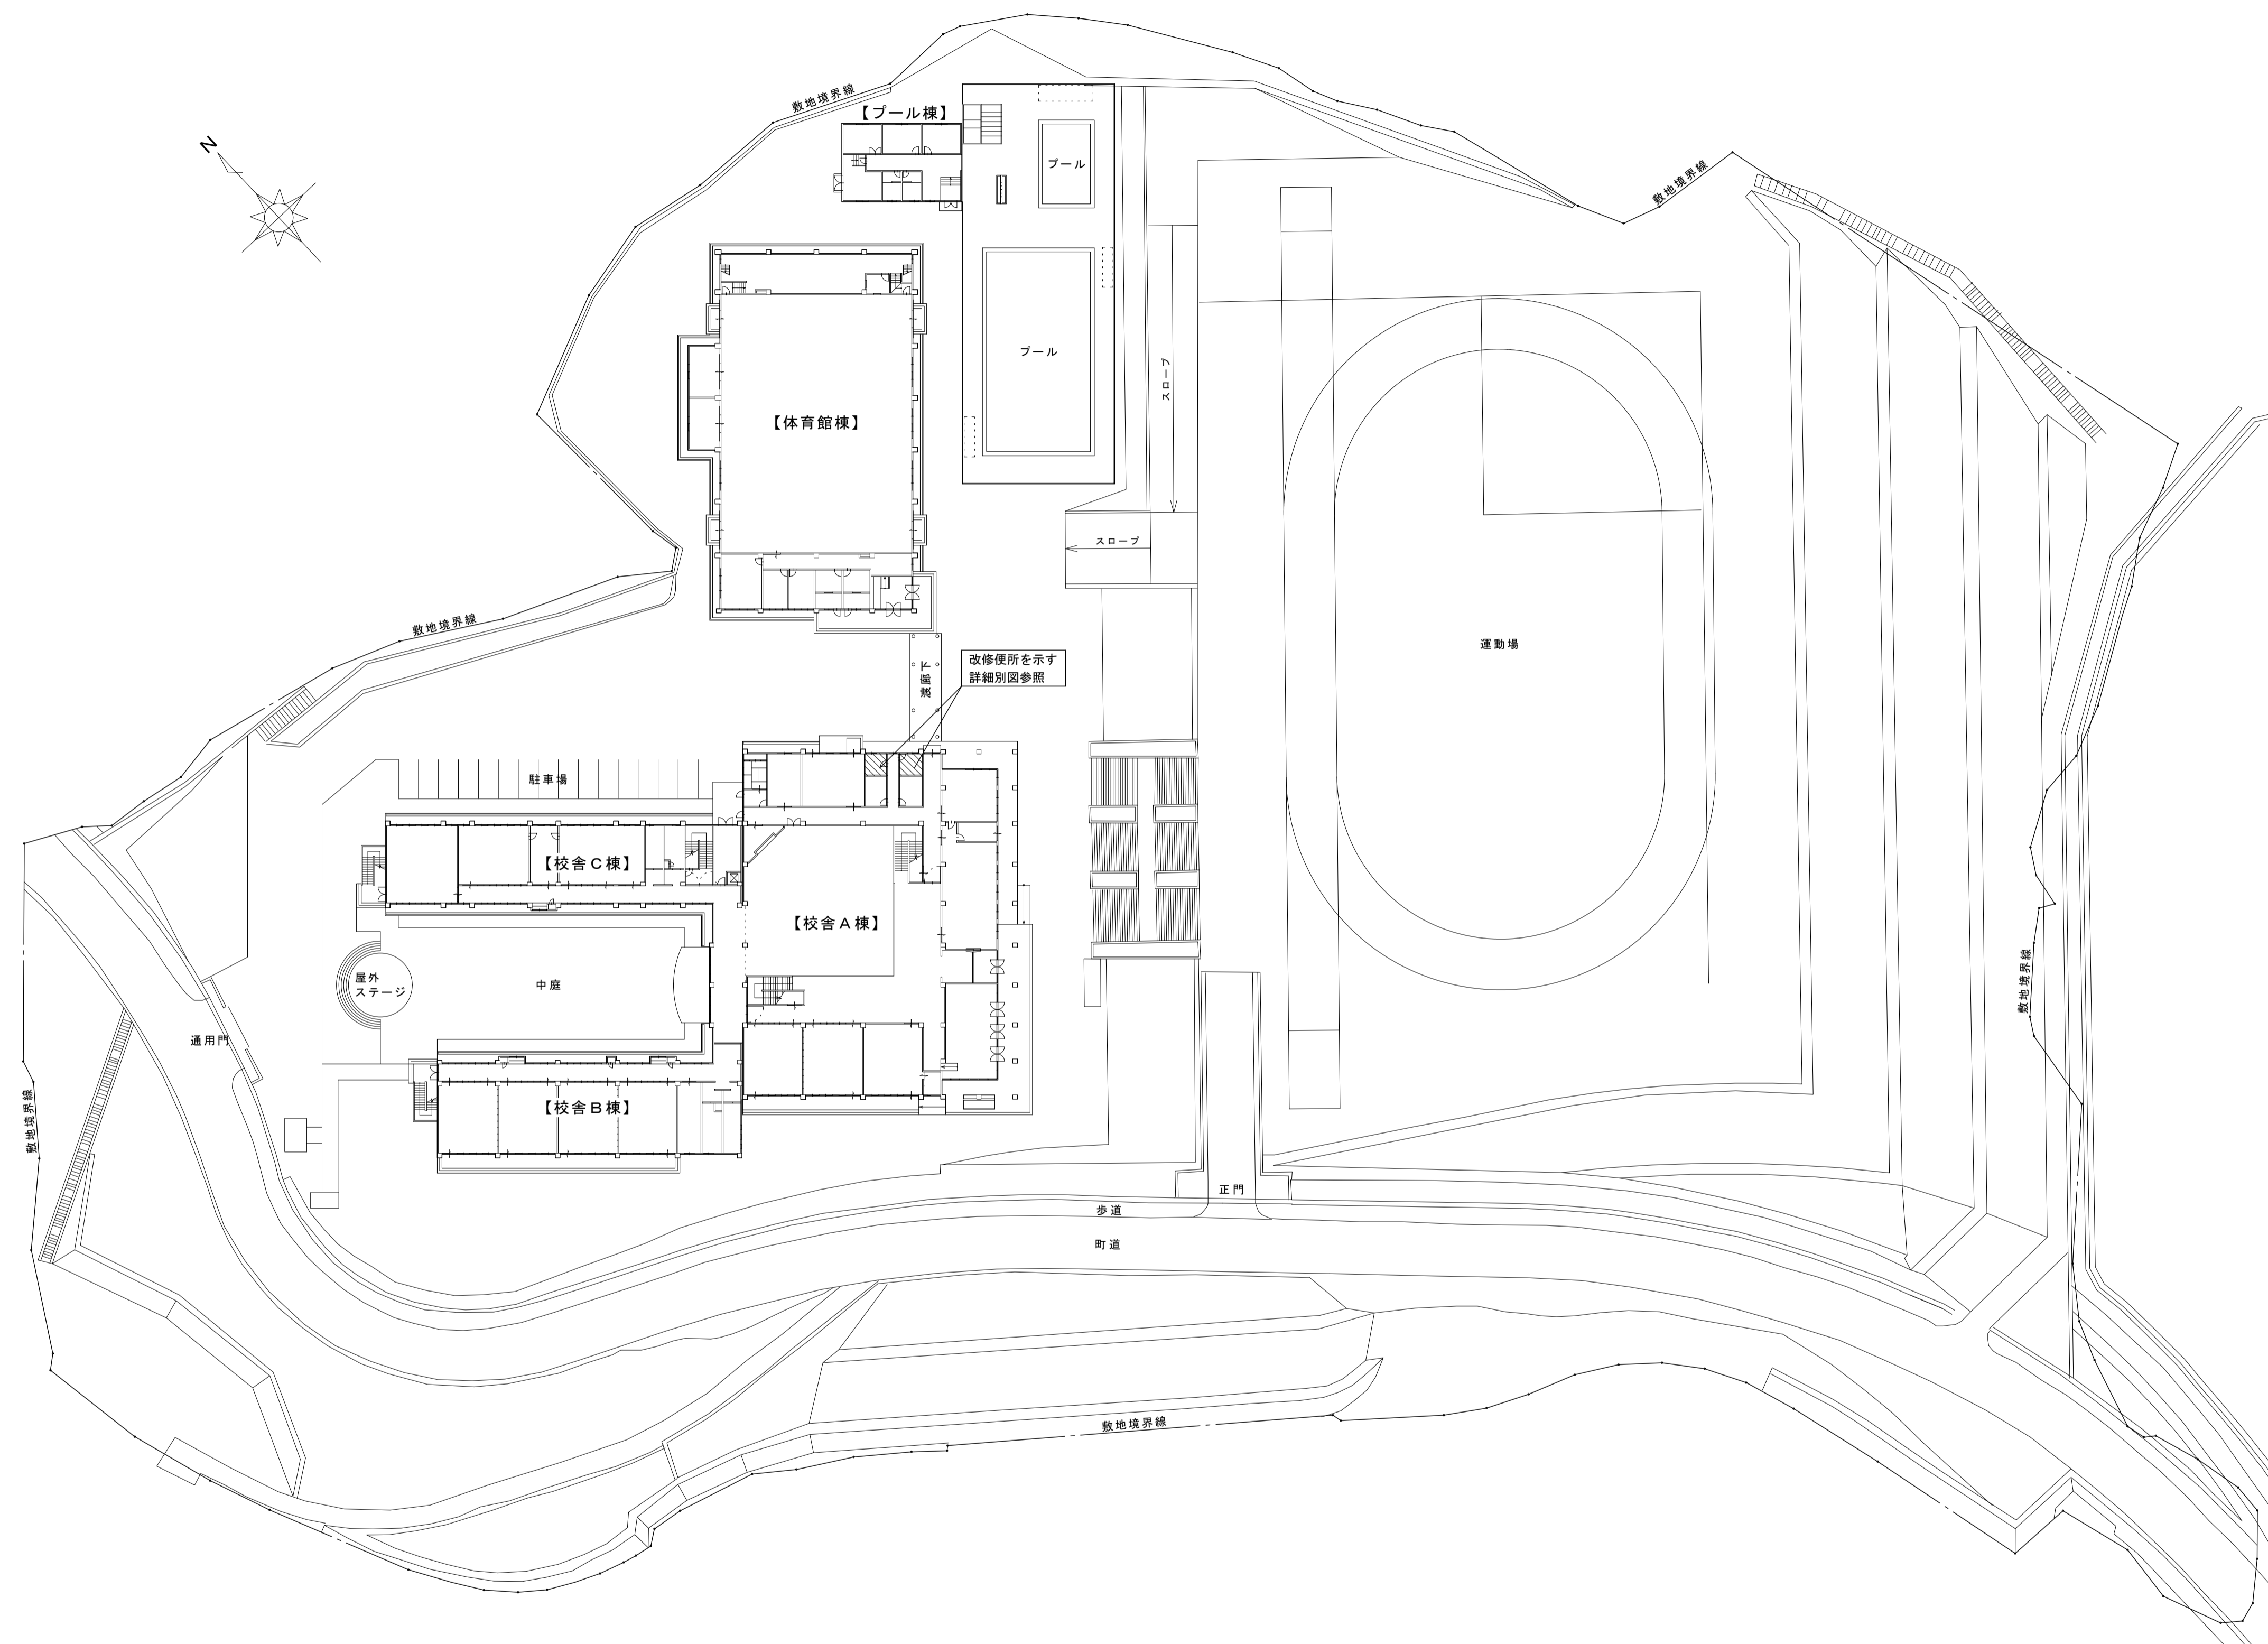 敷地境界線
【プール棟】
N
プール
敷地境界線
プール
スロープ
【体育館棟】
スロープ
敷地境界線
運動場
改修便所を示す
詳細別図参照
渡廊下
駐車場
【校舎C棟】
【校舎A棟】
屋外
ステージ
中庭
敷地境界線
通用門
敷地境界線
【校舎B棟】
正門
歩道
町道
敷地境界線